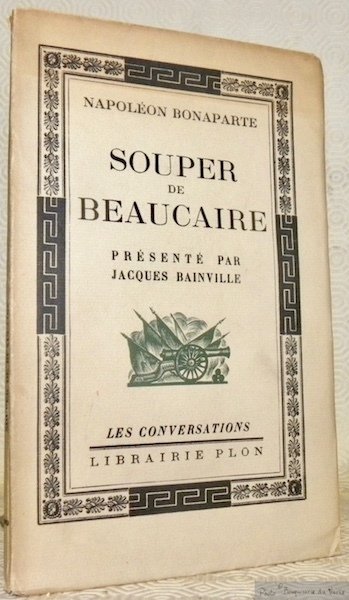 NAPOLÉON BONAPARTE
SOUPER
DE
BEAUCAIRE
PRÉSENTÉ PAR
JACQUES BAINVILLE
LES CONVERSATIONS
LIBRAIRIE PLON